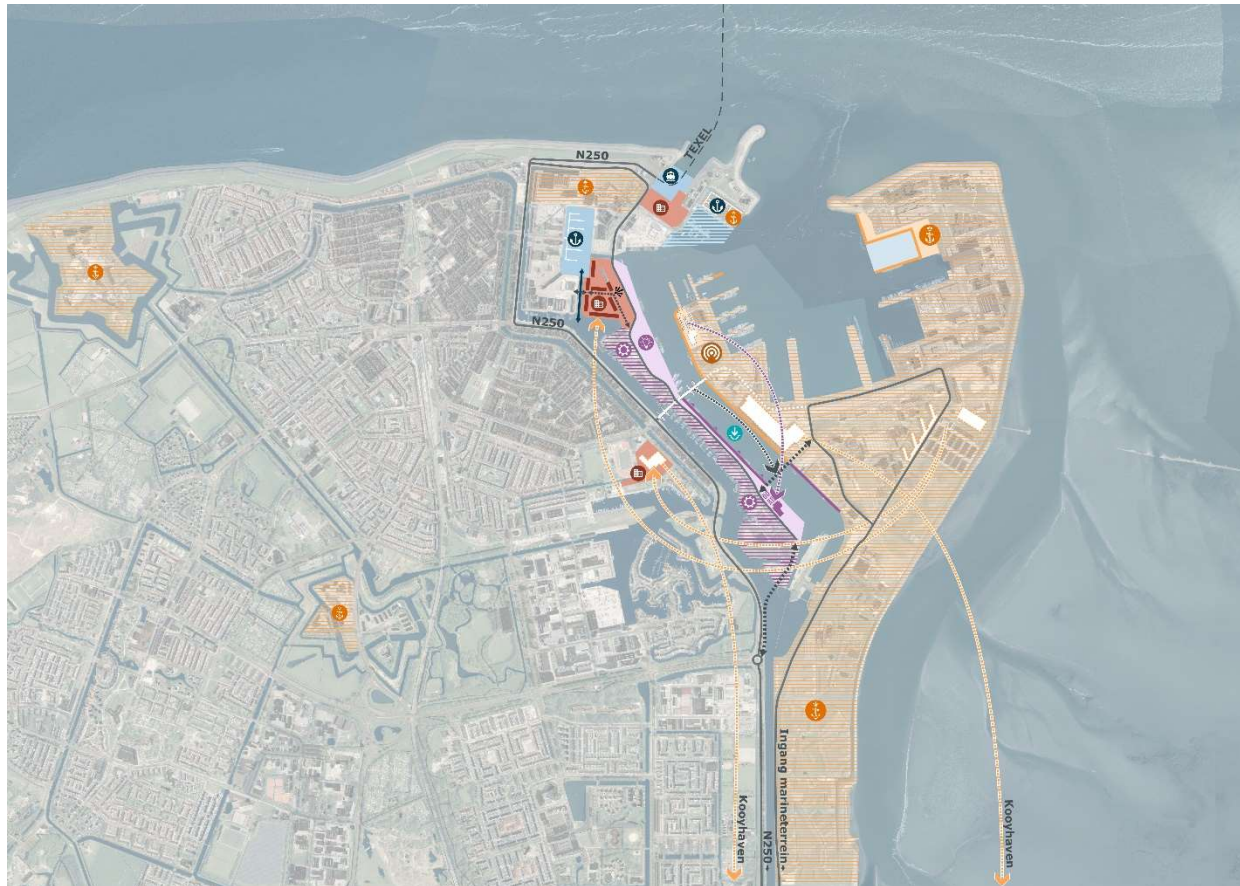 TEXEL
N250
N250
Kooyhaven
N250→
Ingang marineterrein→
Kooyhaven